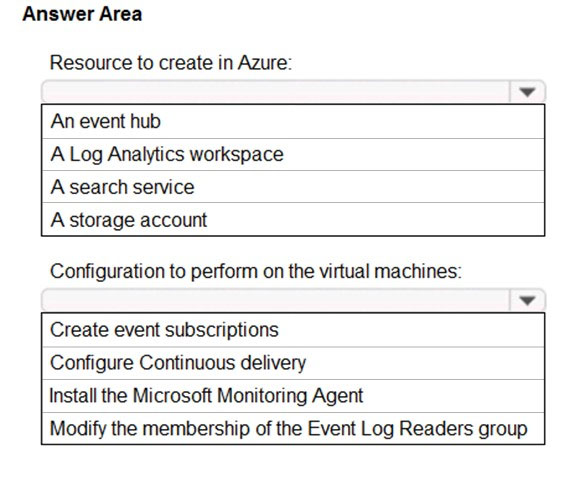 Answer Area
Resource to create in Azure:
An event hub
A Log Analytics workspace
A search service
A storage account
Configuration to perform on the virtual machines:
Create event subscriptions
Configure Continuous delivery
Install the Microsoft Monitoring Agent
Modify the membership of the Event Log Readers group